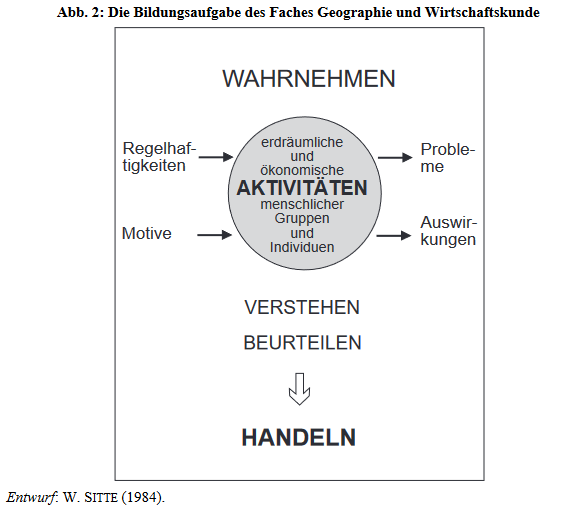 Abb. 2: Die Bildungsaufgabe des Faches Geographie und Wirtschaftskunde
WAHRNEHMEN
Regelhaf-
tigkeiten
Motive
erdräumliche
und
ökonomische
AKTIVITÄTEN
menschlicher
Gruppen
und
Individuen
Proble-
me
Auswir-
kungen
VERSTEHEN
BEURTEILEN
HANDELN
Entwurf: W. SITTE (1984).